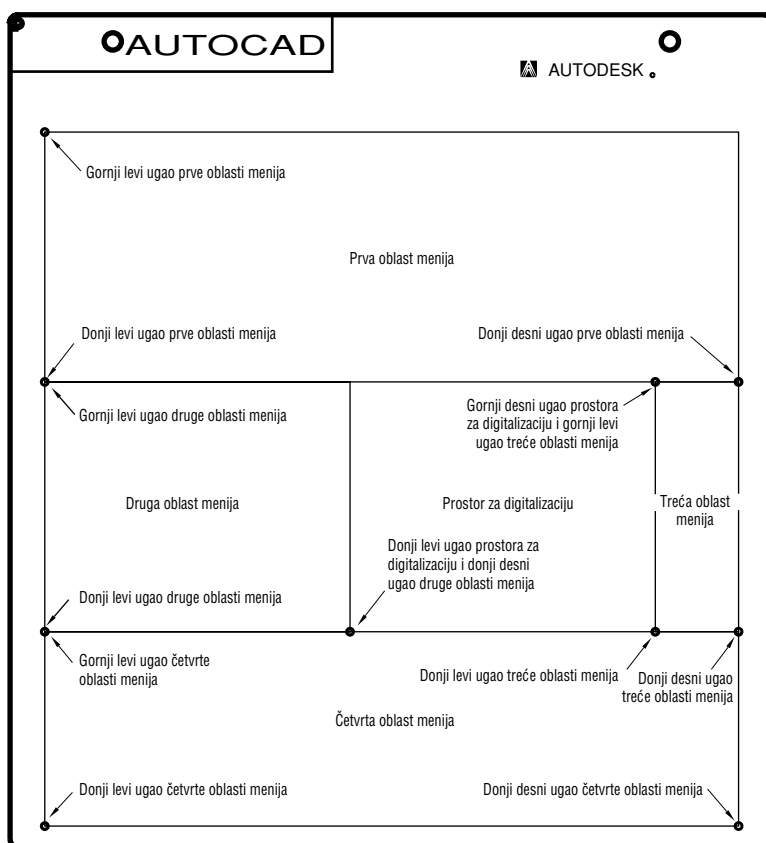 AUTOCAD
AUTODESK
Gornji levi ugao prve oblasti menija
Prva oblast menija
Donji levi ugao prve oblasti menija
Donji desni ugao prve oblasti menija
Gornji levi ugao druge oblasti menija
Gornji desni ugao prostora
za digitalizaciju i gornji levi
ugao treće oblasti menija
Druga oblast menija
Prostor za digitalizaciju
Treća oblast
menija
Donji levi ugao prostora za
digitalizaciju i donji desni
ugao druge oblasti menija
Donji levi ugao druge oblasti menija
Gornji levi ugao četvrte
oblasti menija
Donji levi ugao treće oblasti menija
Donji desni ugao
treće oblasti menija
Četvrta oblast menija
Donji levi ugao četvrte oblasti menija
Donji desni ugao četvrte oblasti menija